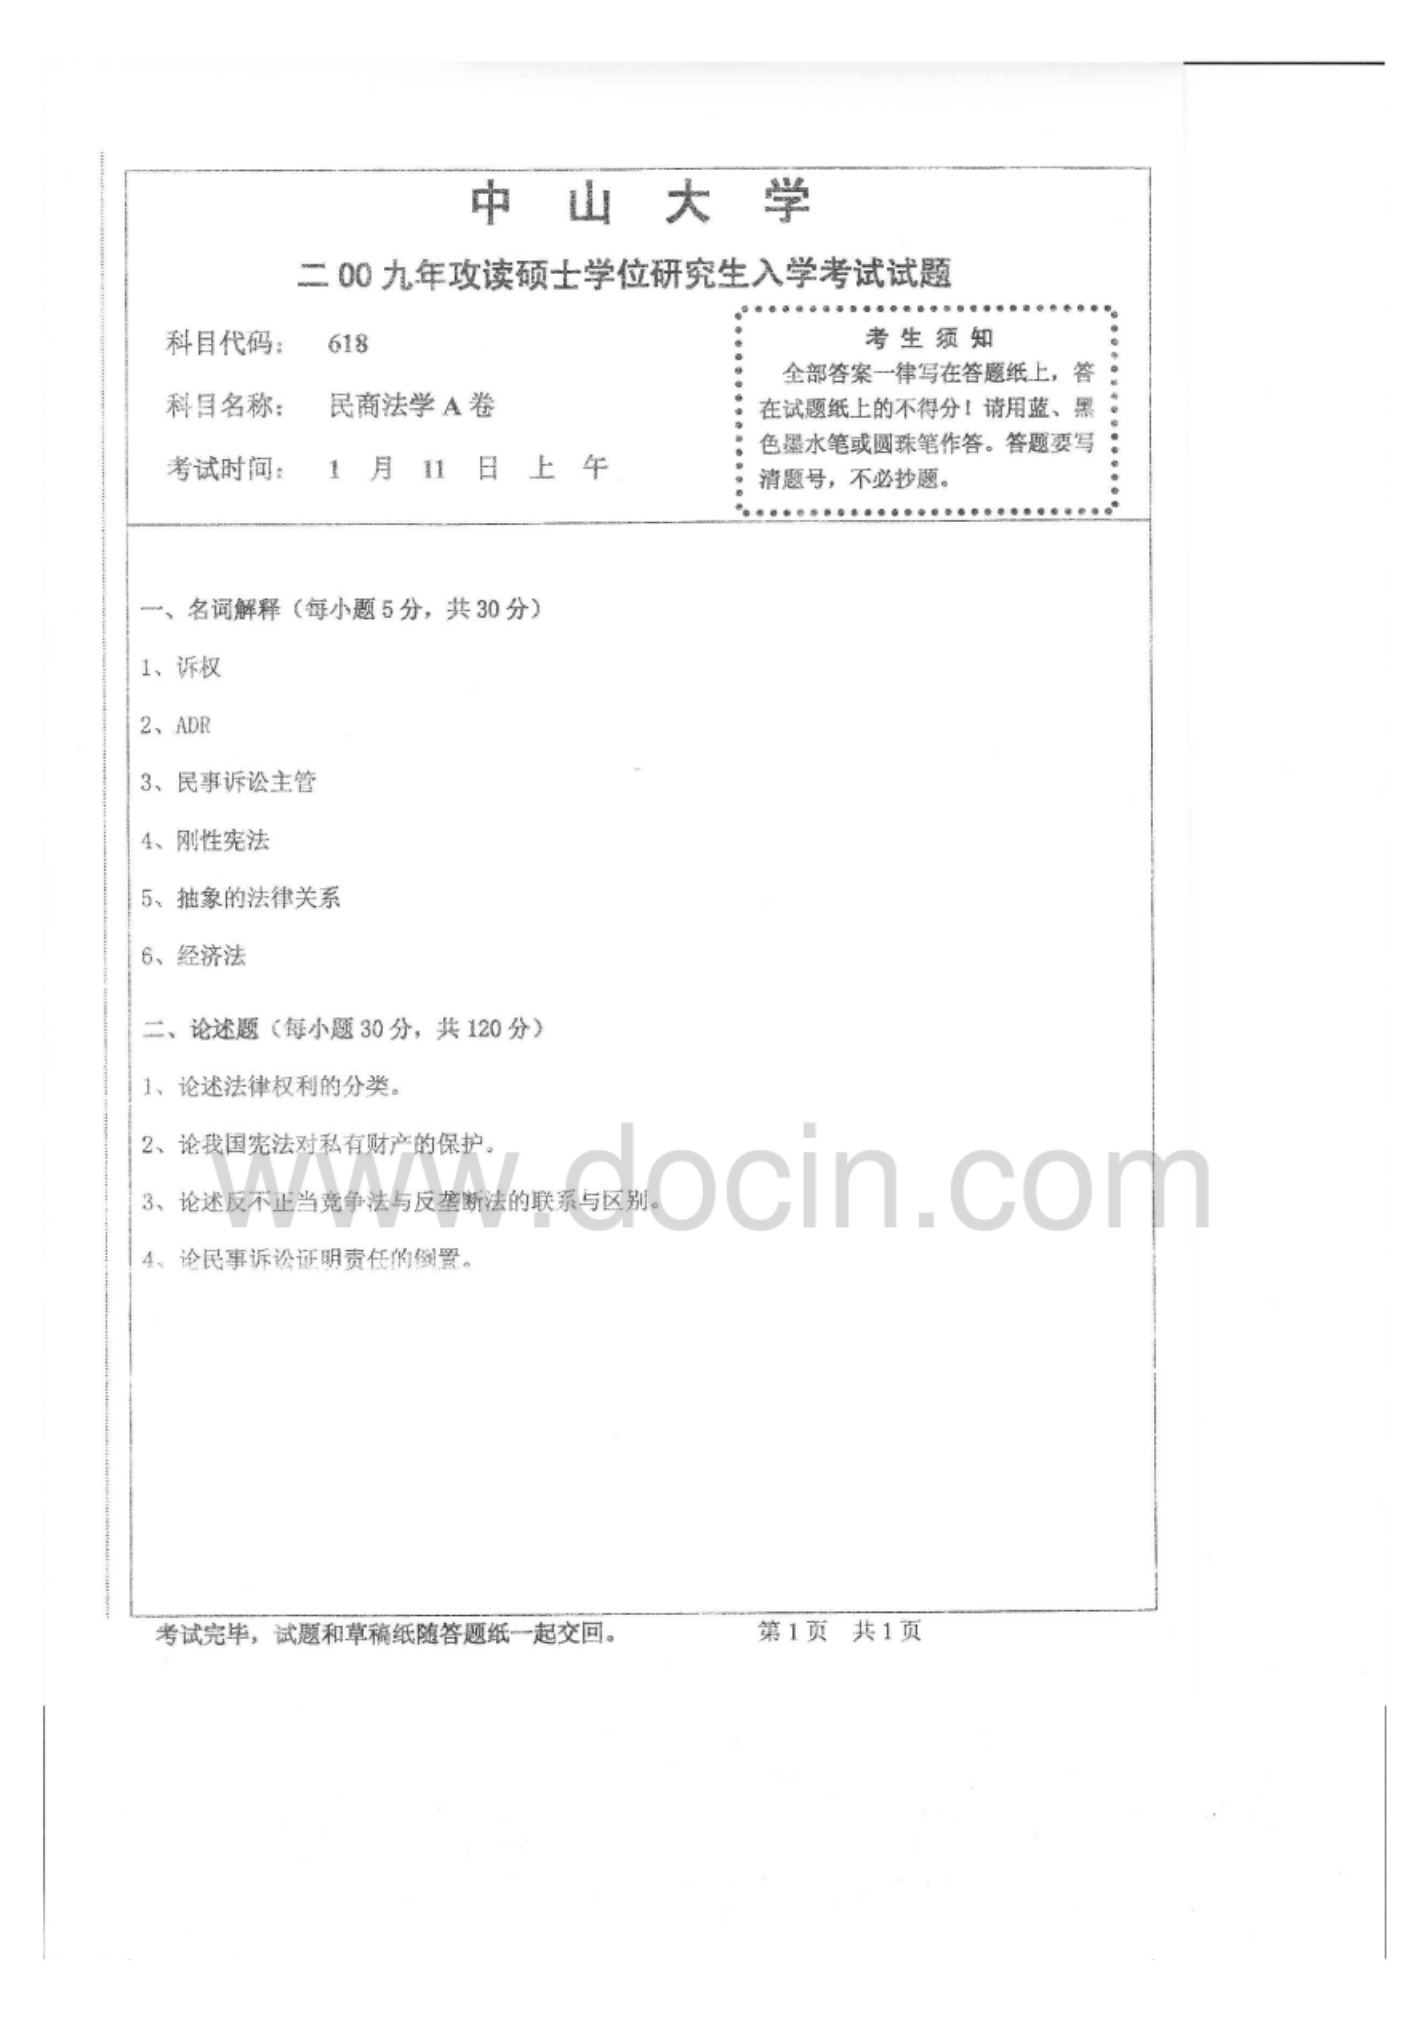 中 山 大 学
二00九年攻读硕士学位研究生入学考试试题
科目代码： 618
科目名称： 民商法学 A 卷
考试时间： 1 月 11 日 上 午
考 生 须 知
全部答案一律写在答题纸上，答
在试题纸上的不得分！请用蓝、黑
色墨水笔或圆珠笔作答。答题要写
清题号，不必抄题。
一、名词解释（每小题 5 分，共 30 分）
1、诉权
2、ADR
3、民事诉讼主管
4、刚性宪法
5、抽象的法律关系
6、经济法
二、论述题（每小题 30 分，共 120 分）
1、论述法律权利的分类。
2、论我国宪法对私有财产的保护。
3、论述反不正当竞争法与反垄断法的联系与区别。
4、论民事诉讼证明责任的倒置。
www.docin.com
考试完毕，试题和草稿纸随答题纸一起交回。 第 1 页 共 1 页